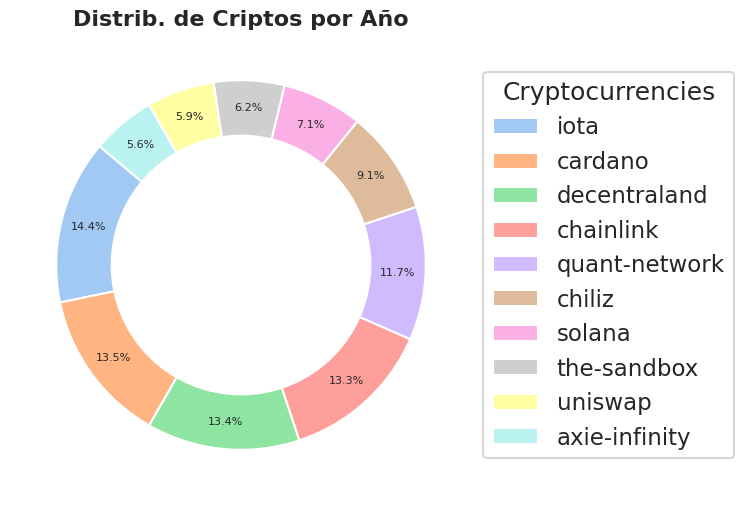 Distrib. de Criptos por Año
6.2%
5.9%
7.1%
5.6%
9.1%
14.4%
11.7%
13.5%
13.3%
13.4%
Cryptocurrencies
iota
cardano
decentraland
chainlink
quant-network
chiliz
solana
the-sandbox
uniswap
axie-infinity